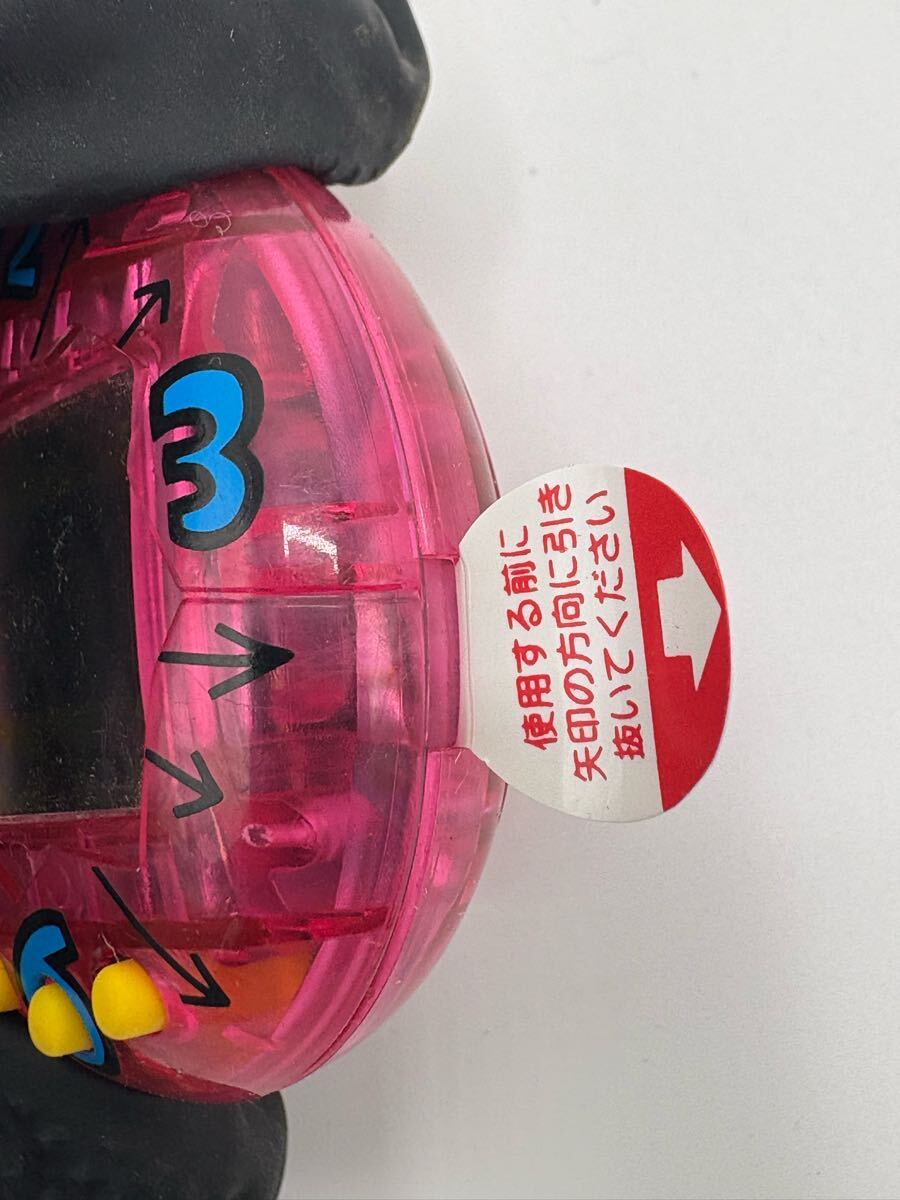 使用する前に
矢印の方向に引き
抜いてください
3